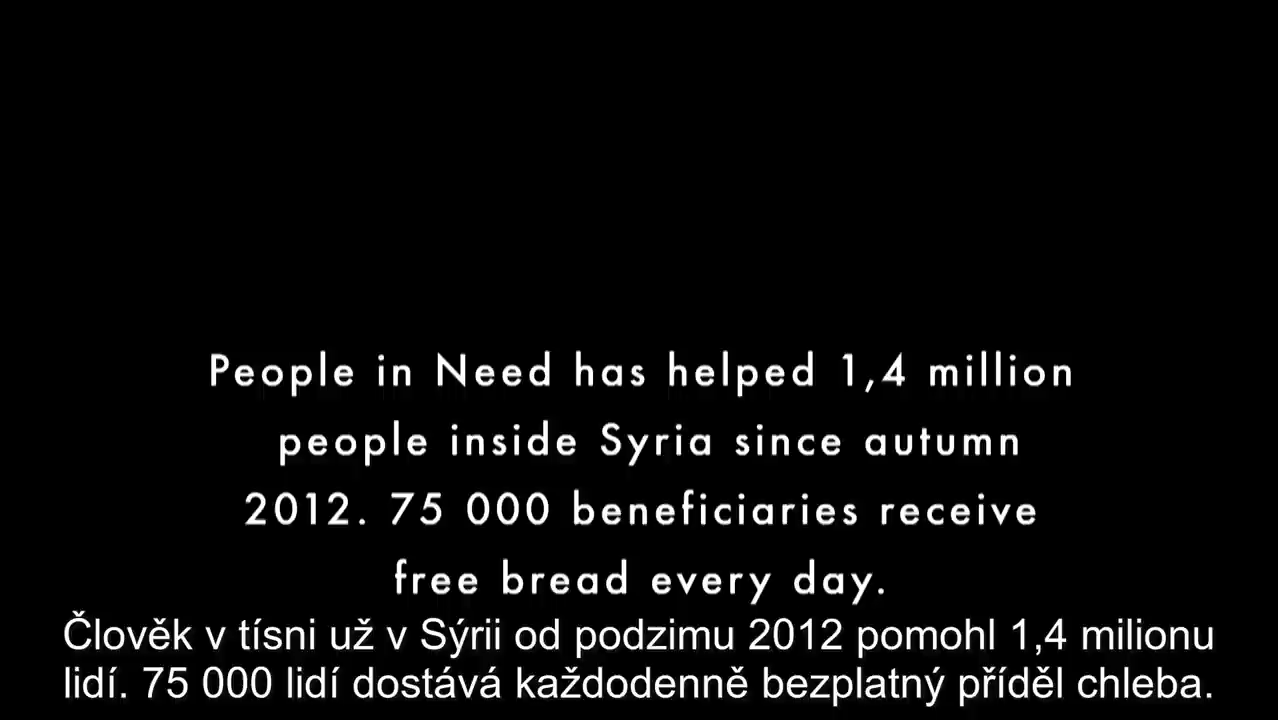 People in Need has helped 1,4 million
people inside Syria since autumn
2012. 75 000 beneficiaries receive
free bread every day.
Člověk v tísni už v Sýrii od podzimu 2012 pomohl 1,4 milionu
lidí. 75 000 lidí dostává každodenně bezplatný příděl chleba.